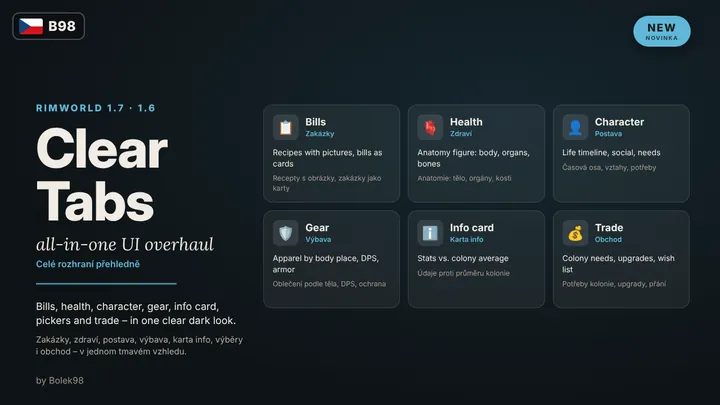 B98
NEW
NOVINKA
RIMWORLD 1.7 · 1.6
Clear
Tabs
all-in-one UI overhaul
Celé rozhraní přehledně
Bills, health, character, gear, info card,
pickers and trade – in one clear dark look.
Zakázky, zdraví, postava, výbava, karta info, výběry
i obchod – v jednom tmavém vzhledu.
by Bolek98
Bills
Zakázky
Recipes with pictures, bills as
cards
Recepty s obrázky, zakázky jako
karty
Health
Zdraví
Anatomy figure: body, organs,
bones
Anatomie: tělo, orgány, kosti
Character
Postava
Life timeline, social, needs
Časová osa, vztahy, potřeby
Gear
Výbava
Apparel by body place, DPS,
armor
Oblečení podle těla, DPS, ochrana
Info card
Karta info
Stats vs. colony average
Údaje proti průměru kolonie
Trade
Obchod
Colony needs, upgrades, wish
list
Potřeby kolonie, upgrady, přání